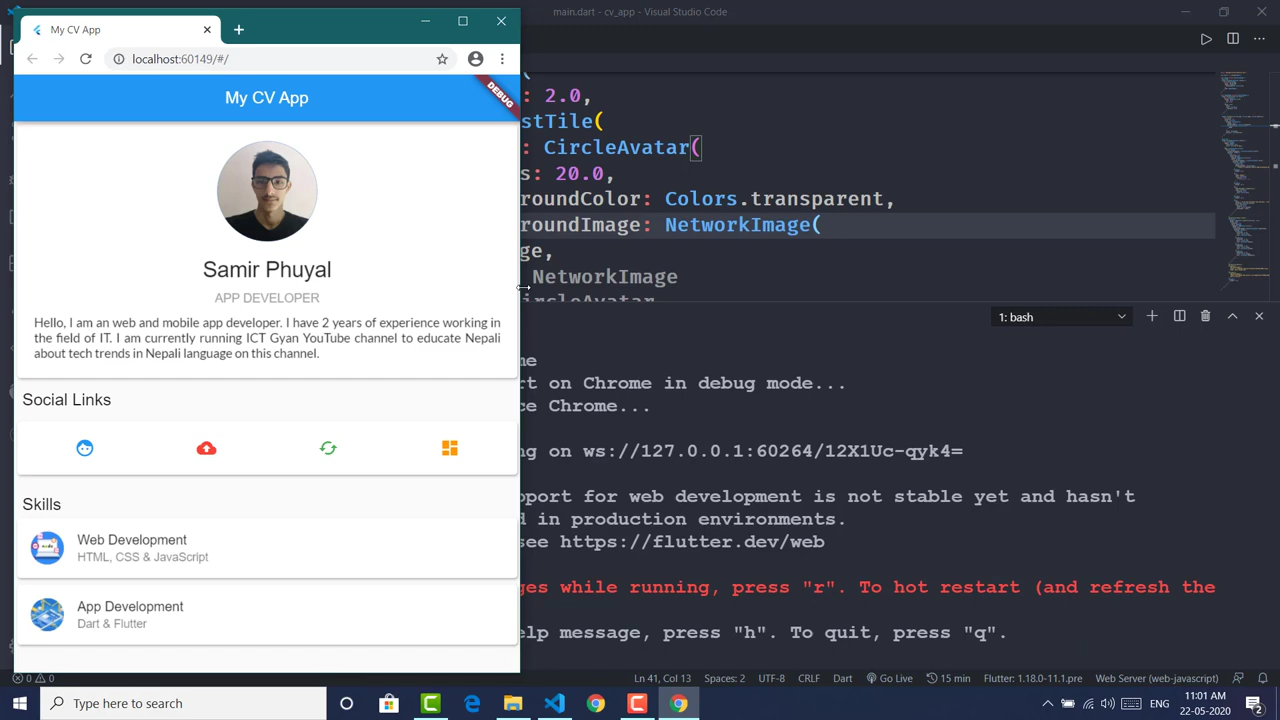 My CV App
main.dart - cv_app - Visual Studio Code
localhost:60149/#/
My CV App
DEBUG
Samir Phuyal
APP DEVELOPER
Hello, I am an web and mobile app developer. I have 2 years of experience working in
the field of IT. I am currently running ICT Gyan YouTube channel to educate Nepali
about tech trends in Nepali language on this channel.
Social Links
Skills
Web Development
HTML, CSS & JavaScript
App Development
Dart & Flutter
: 2.0,
stTile(
: CircleAvatar(
s: 20.0,
roundColor: Colors.transparent,
roundImage: NetworkImage(
ge,
NetworkImage
ircleAvatar
1: bash
me
rt on Chrome in debug mode...
ce Chrome...
ng on ws://127.0.0.1:60264/12X1Uc-qyk4=
pport for web development is not stable yet and hasn't
d in production environments.
see https://flutter.dev/web
ges while running, press "r". To hot restart (and refresh the
elp message, press "h". To quit, press "q".
0 0
Ln 41, Col 13
Spaces: 2
UTF-8
CRLF
Dart
Go Live
15 min
Flutter: 1.18.0-11.1.pre
Web Server (web-javascript)
Type here to search
ENG
11:01 AM
22-05-2020
2